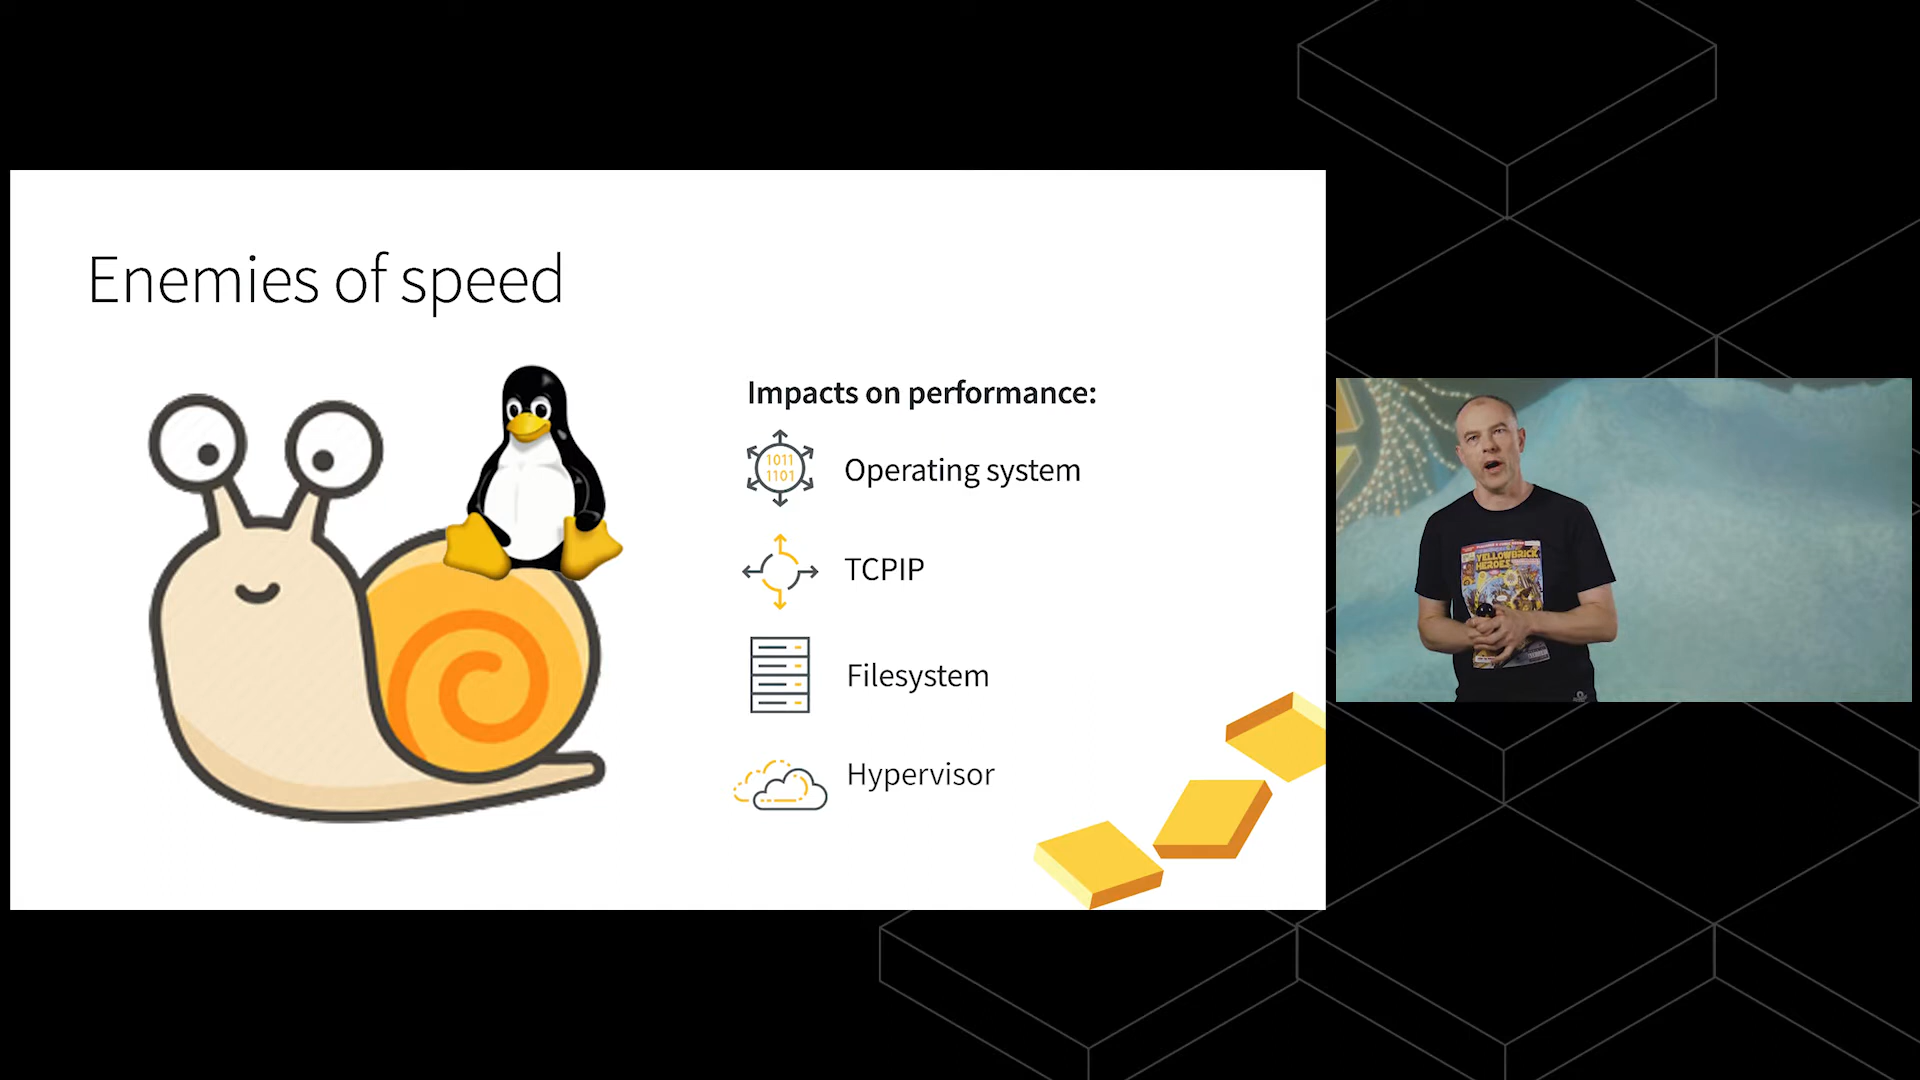 Enemies of speed
Impacts on performance:
1011
1101
Operating system
TCPIP
Filesystem
Hypervisor
YELLOWBRICK
HEROES